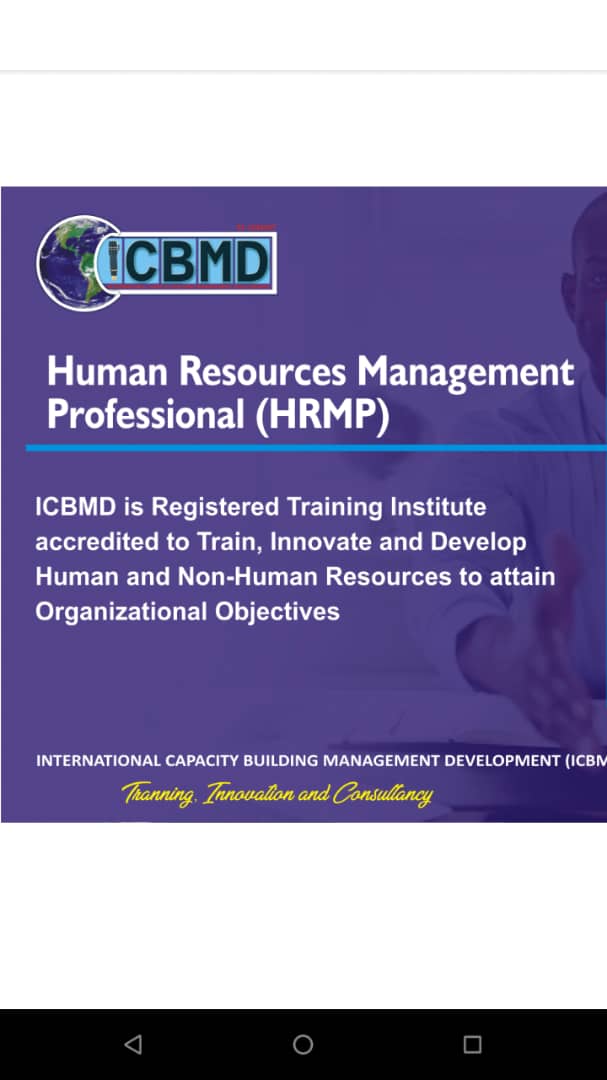 ICBMD
Human Resources Management
Professional (HRMP)
ICBMD is Registered Training Institute
accredited to Train, Innovate and Develop
Human and Non-Human Resources to attain
Organizational Objectives
INTERNATIONAL CAPACITY BUILDING MANAGEMENT DEVELOPMENT (ICBM
Tranning, Innovation and Consultancy